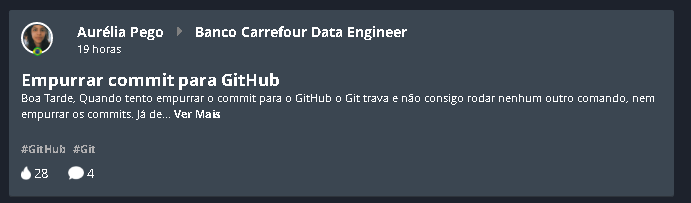 Aurélia Pego Banco Carrefour Data Engineer
19 horas
Empurrar commit para GitHub
Boa Tarde, Quando tento empurrar o commit para o GitHub o Git trava e não consigo rodar nenhum outro comando, nem
empurrar os commits. Já de... Ver Mais
#GitHub #Git
28 4